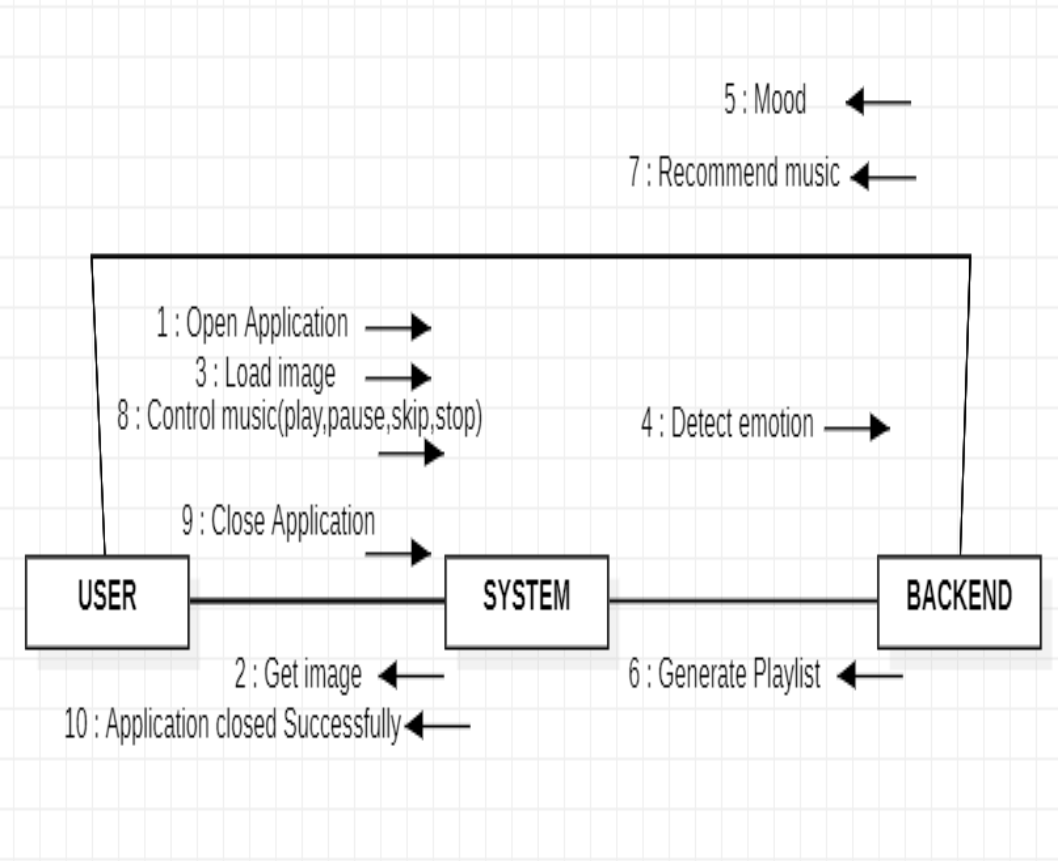 5 : Mood
7 : Recommend music
1 : Open Application
3 : Load image
8 : Control music(play,pause,skip,stop)
4 : Detect emotion
9 : Close Application
USER
SYSTEM
BACKEND
2 : Get image
6 : Generate Playlist
10 : Application closed Successfully